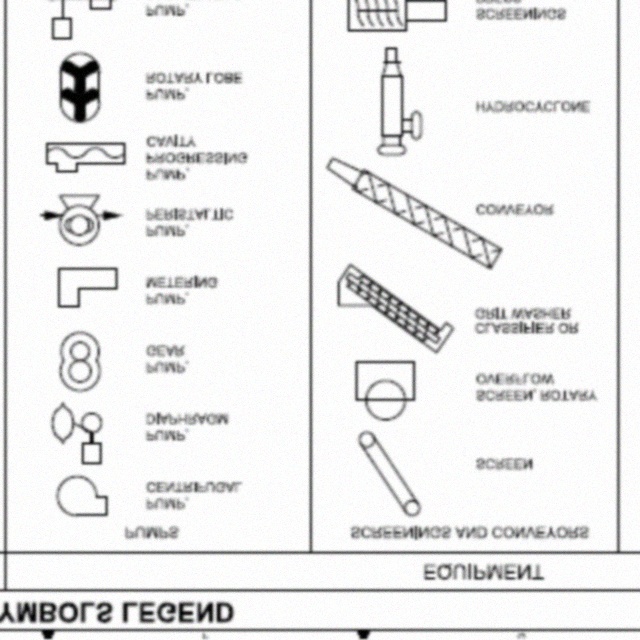 YMBOLS LEGEND
EQUIPMENT
PUMPS
PUMP,
CENTRIFUGAL
PUMP,
DIAPHRAGM
PUMP,
GEAR
PUMP,
METERING
PUMP,
PERISTALTIC
PUMP,
PROGRESSING
CAVITY
PUMP,
ROTARY LOBE
PUMP,
SCREENINGS AND CONVEYORS
SCREEN
SCREEN, ROTARY
OVERFLOW
CLASSIFIER OR
GRIT WASHER
CONVEYOR
HYDROCYCLONE
SCREENINGS